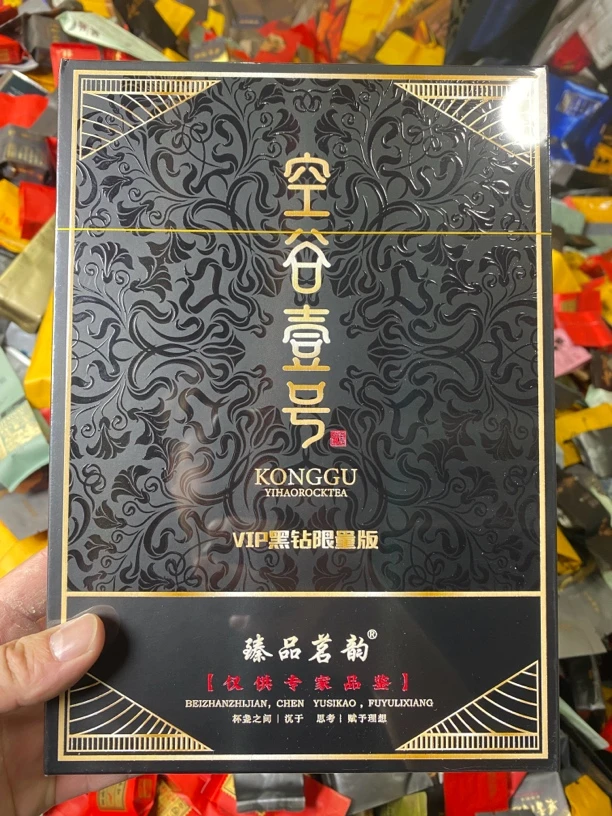 空谷壹号
KONGGU
YIHAOROCKTEA
VIP黑钻限量版
臻品茗韵®
【仅供专家品鉴】
BEIZHANZHIJIAN, CHEN YUSIKAO, FUYULIXIANG
杯盏之间 | 沉于 思考 | 赋予理想